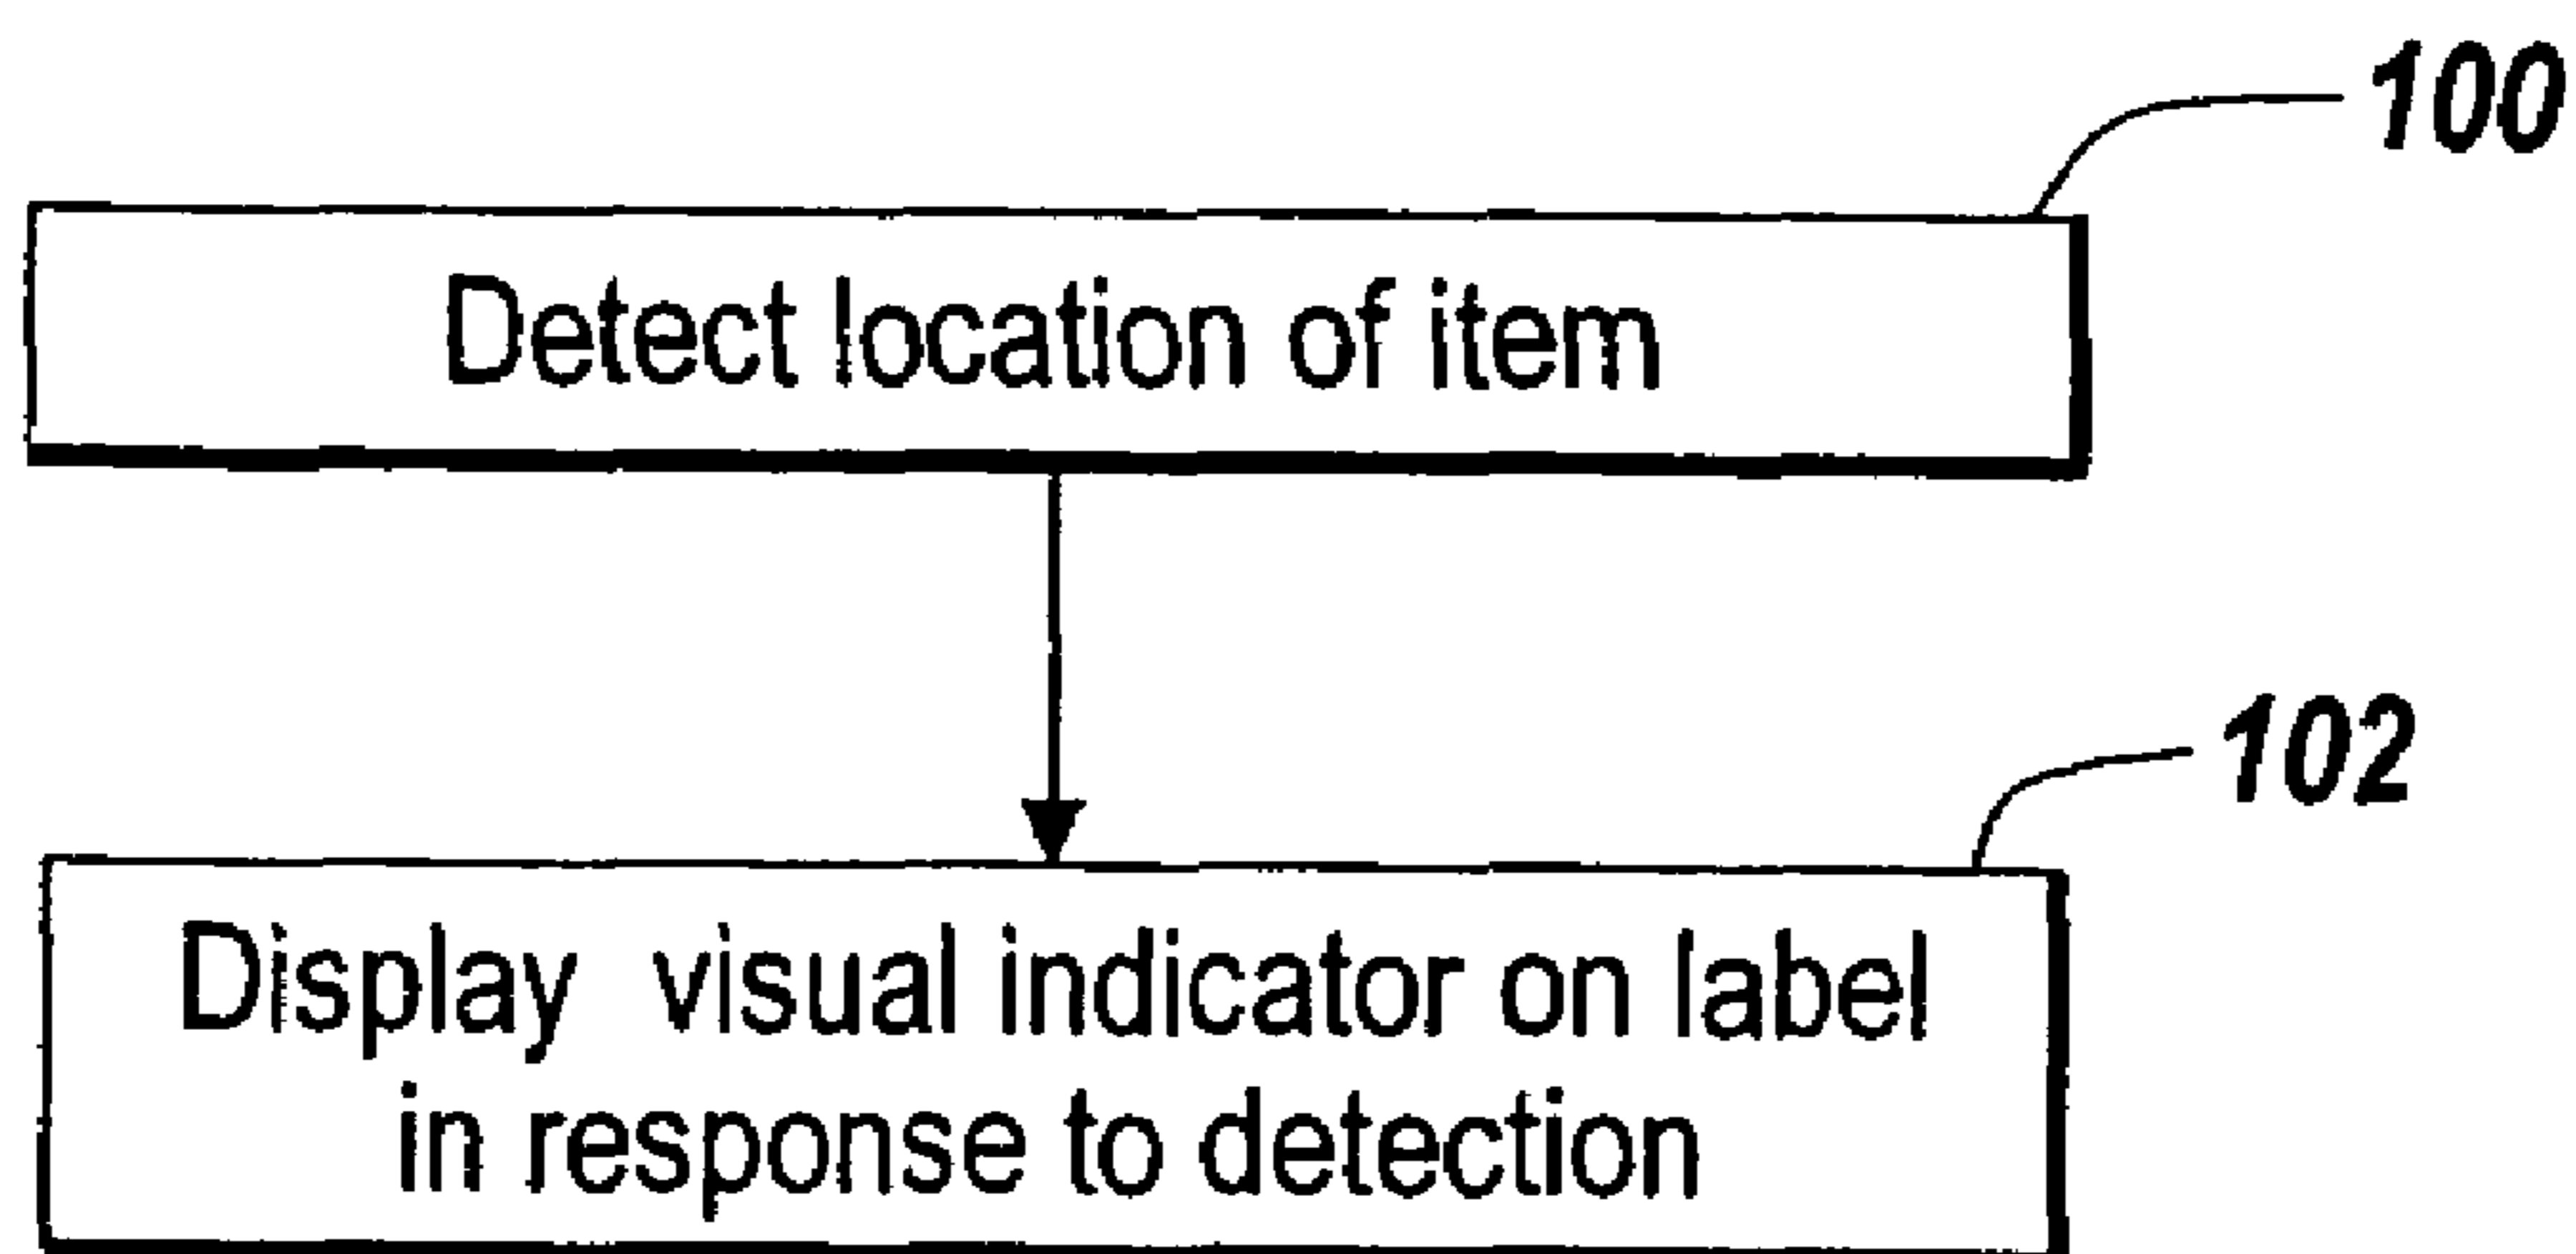 100
Detect location of item
102
Display visual indicator on label
in response to detection